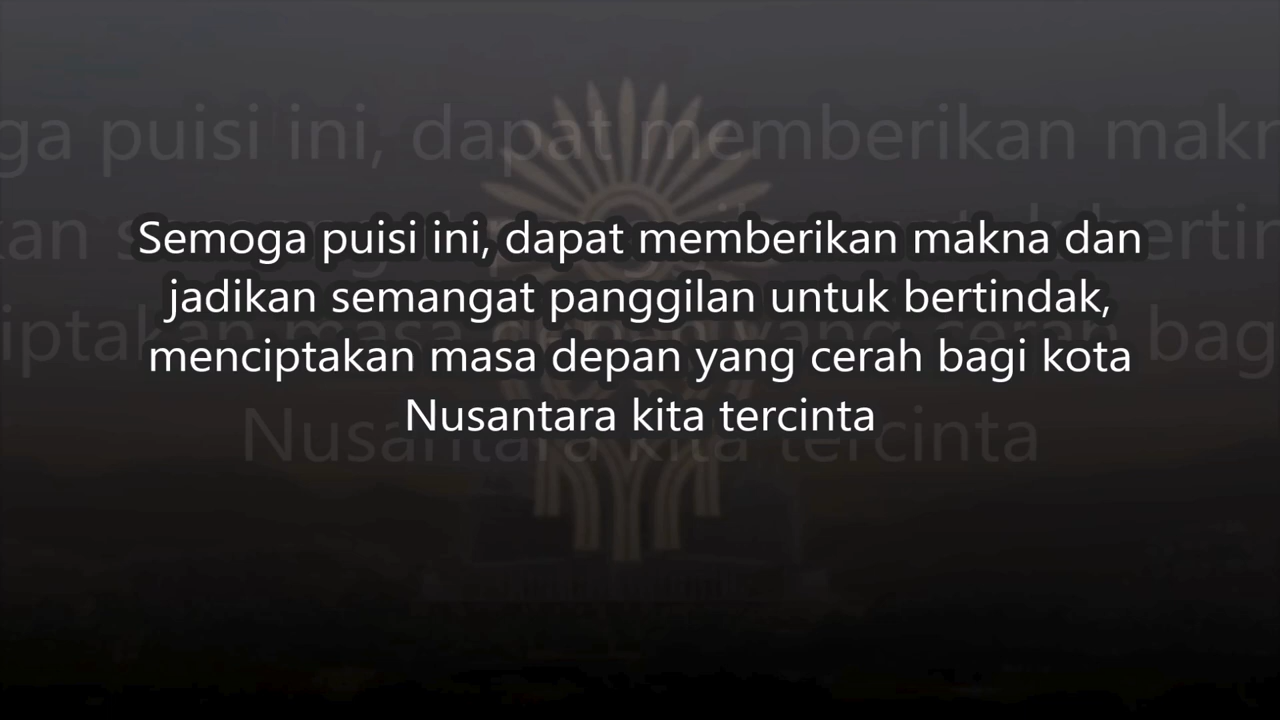 Semoga puisi ini, dapat memberikan makna dan
jadikan semangat panggilan untuk bertindak,
menciptakan masa depan yang cerah bagi kota
Nusantara kita tercinta